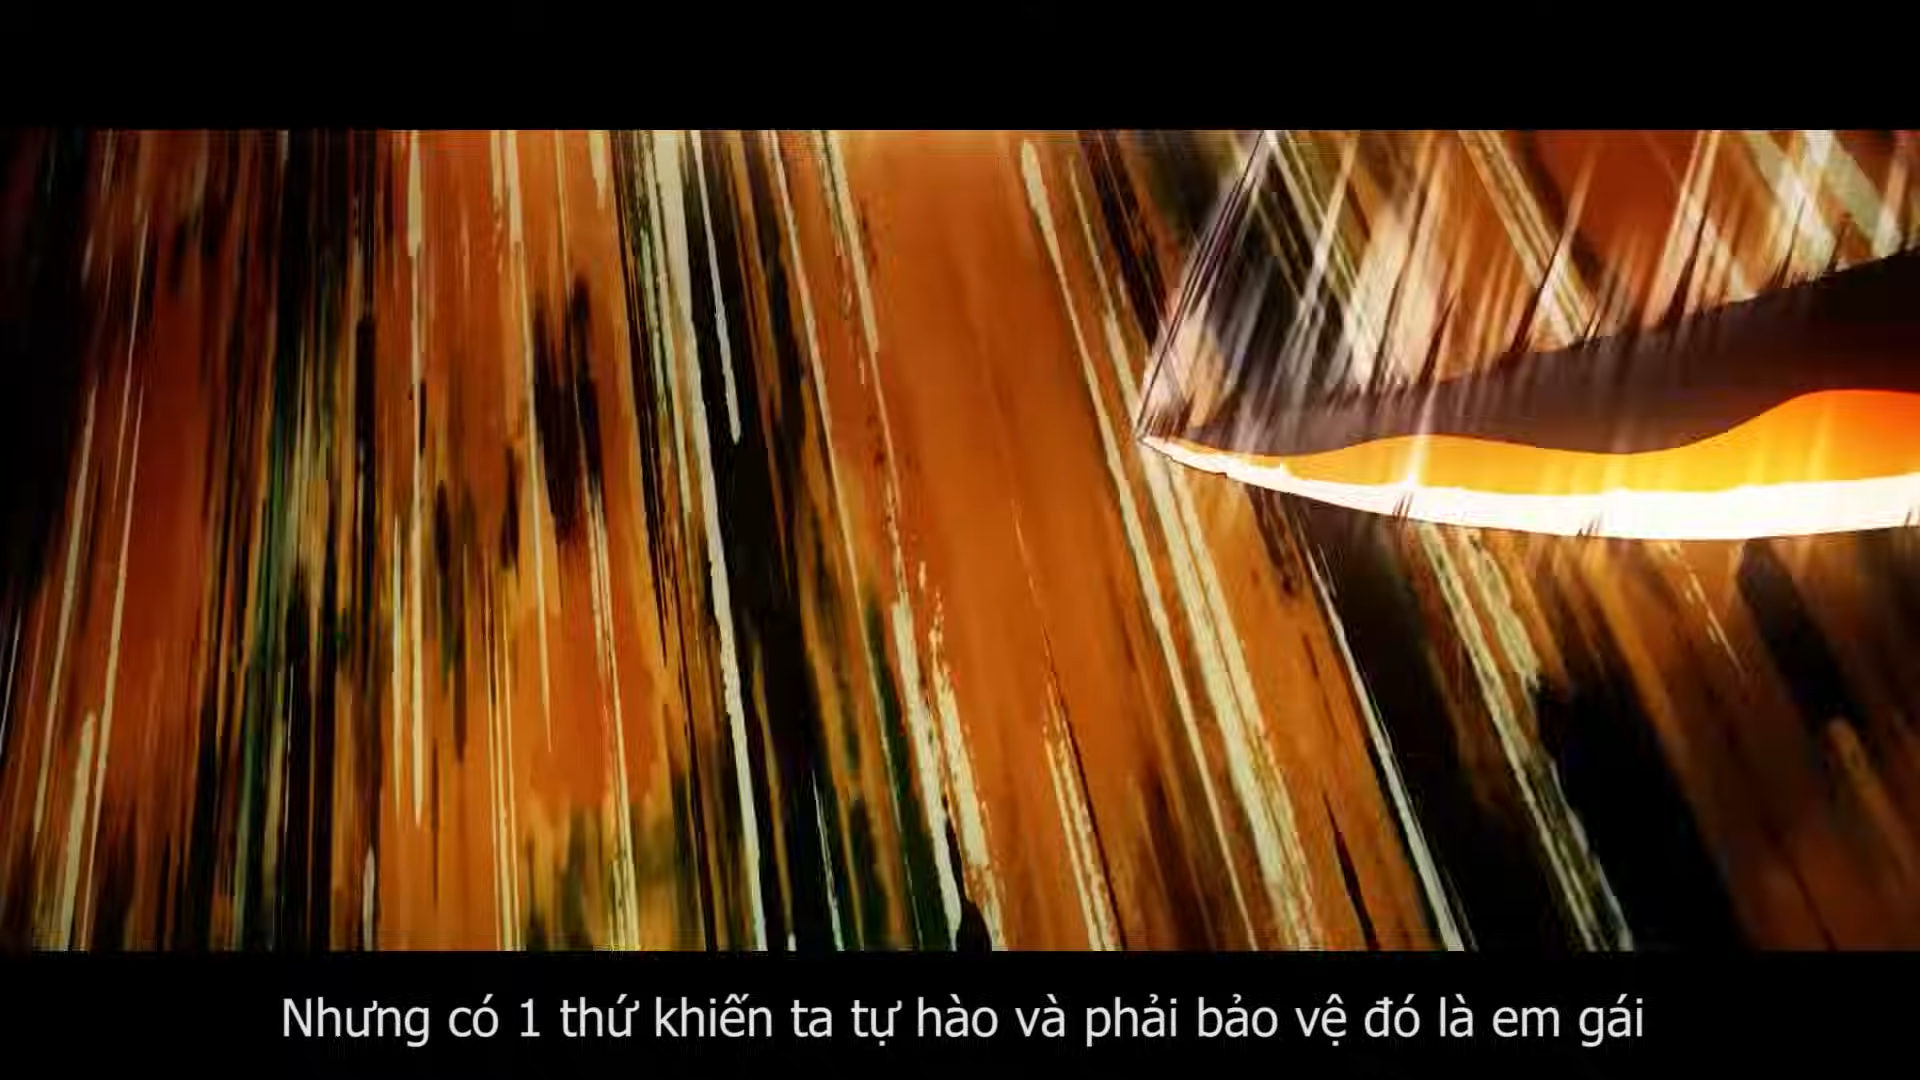 Nhưng có 1 thứ khiến ta tự hào và phải bảo vệ đó là em gái